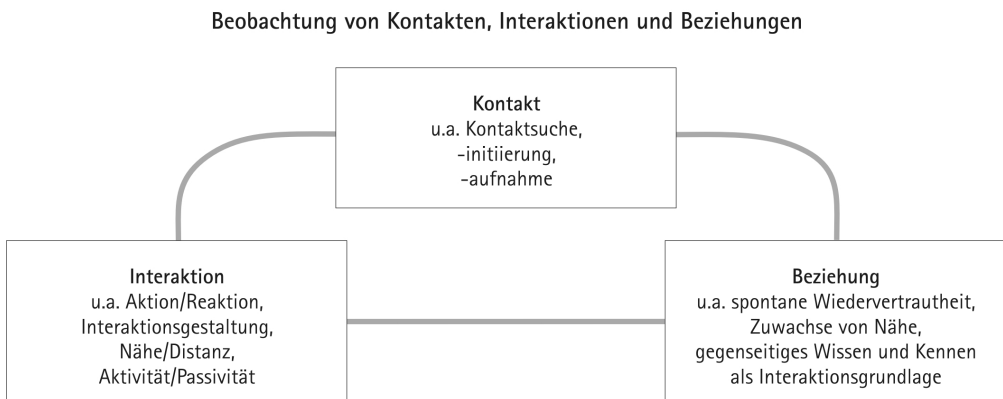 Beobachtung von Kontakten, Interaktionen und Beziehungen
Kontakt
u.a. Kontaktsuche,
-initiierung,
-aufnahme
Interaktion
u.a. Aktion/Reaktion,
Interaktionsgestaltung,
Nähe/Distanz,
Aktivität/Passivität
Beziehung
u.a. spontane Wiedervertrautheit,
Zuwachse von Nähe,
gegenseitiges Wissen und Kennen
als Interaktionsgrundlage